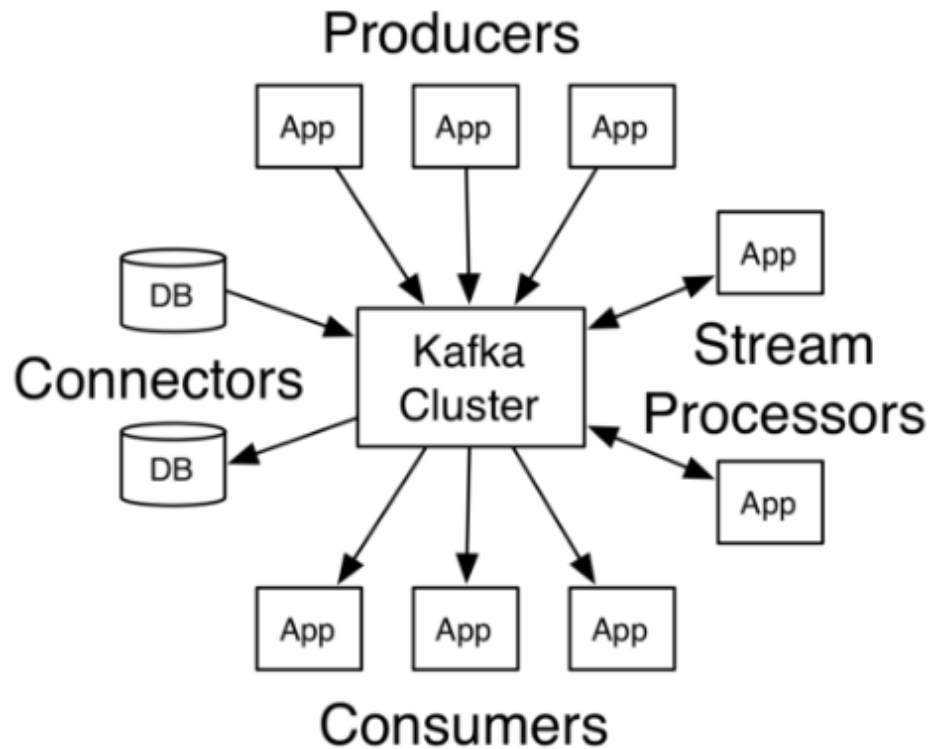 Producers
App
App
App
DB
App
Kafka
Cluster
Connectors
Stream
Processors
DB
App
App
App
App
Consumers